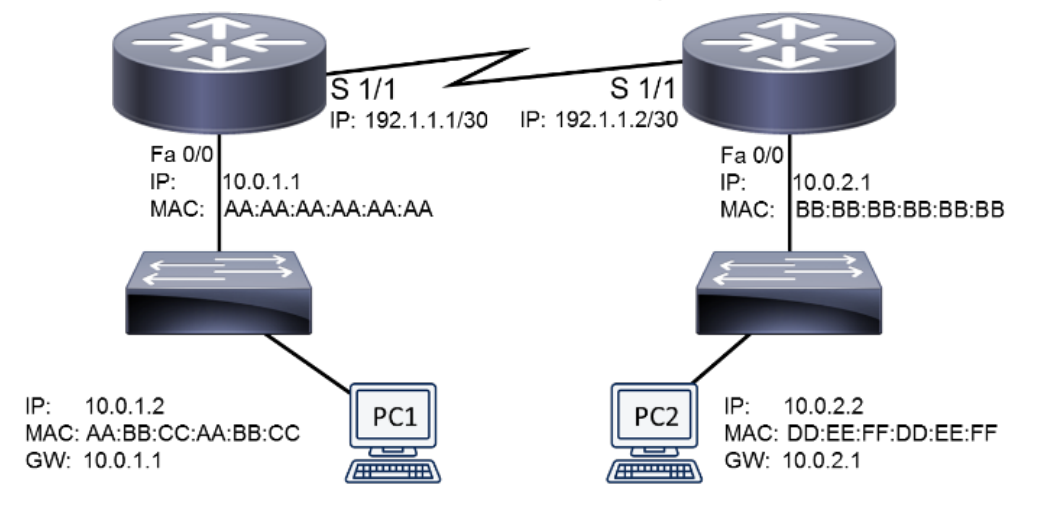 S 1/1
IP: 192.1.1.1/30
S 1/1
IP: 192.1.1.2/30
Fa 0/0
IP: 10.0.1.1
MAC: AA:AA:AA:AA:AA:AA
Fa 0/0
IP: 10.0.2.1
MAC: BB:BB:BB:BB:BB:BB
IP: 10.0.1.2
MAC: AA:BB:CC:AA:BB:CC
GW: 10.0.1.1
PC1
PC2
IP: 10.0.2.2
MAC: DD:EE:FF:DD:EE:FF
GW: 10.0.2.1